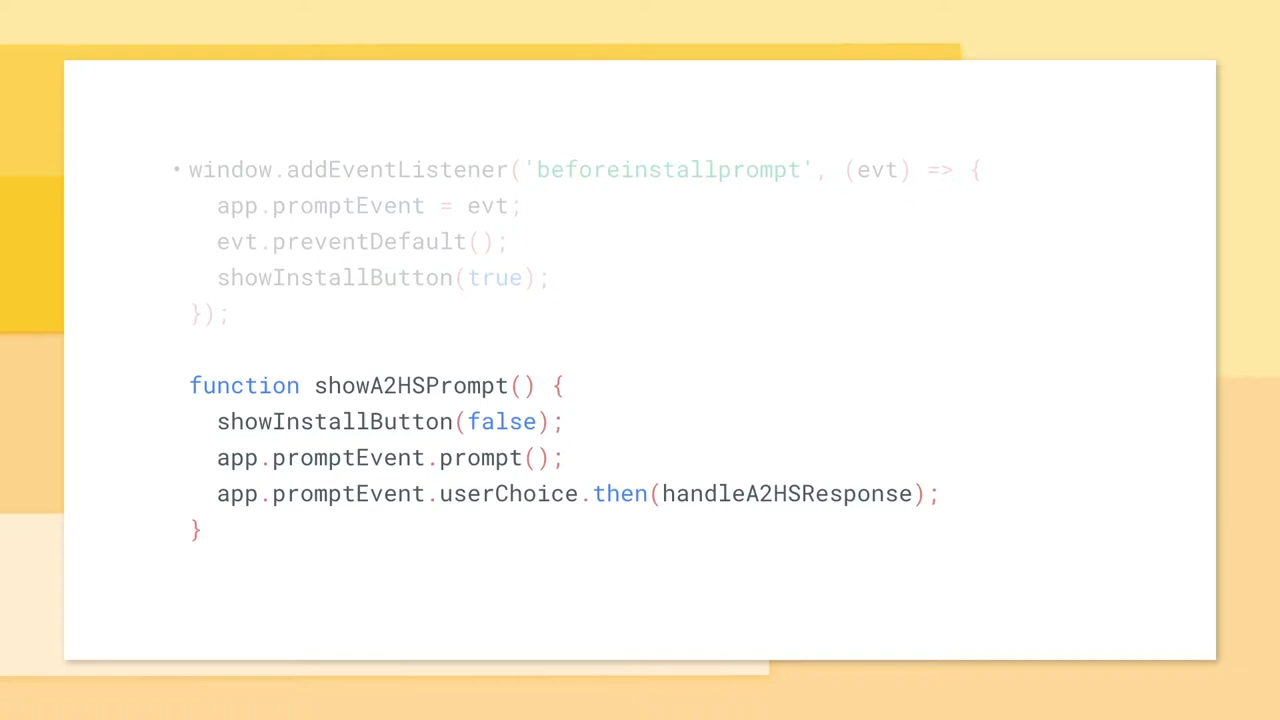 • window.addEventListener('beforeinstallprompt', (evt) => {
app.promptEvent = evt;
evt.preventDefault();
showInstallButton(true);
});
function showA2HSPrompt() {
showInstallButton(false);
app.promptEvent.prompt();
app.promptEvent.userChoice.then(handleA2HSResponse);
}